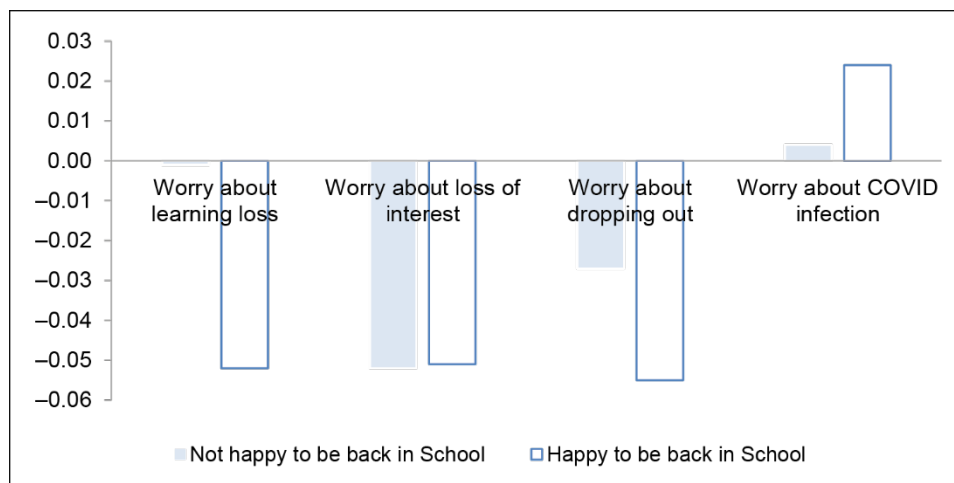 0.03
0.02
0.01
0.00
–0.01
–0.02
–0.03
–0.04
–0.05
–0.06
Worry about
learning loss
Worry about loss of
interest
Worry about
dropping out
Worry about COVID
infection
Not happy to be back in School
Happy to be back in School